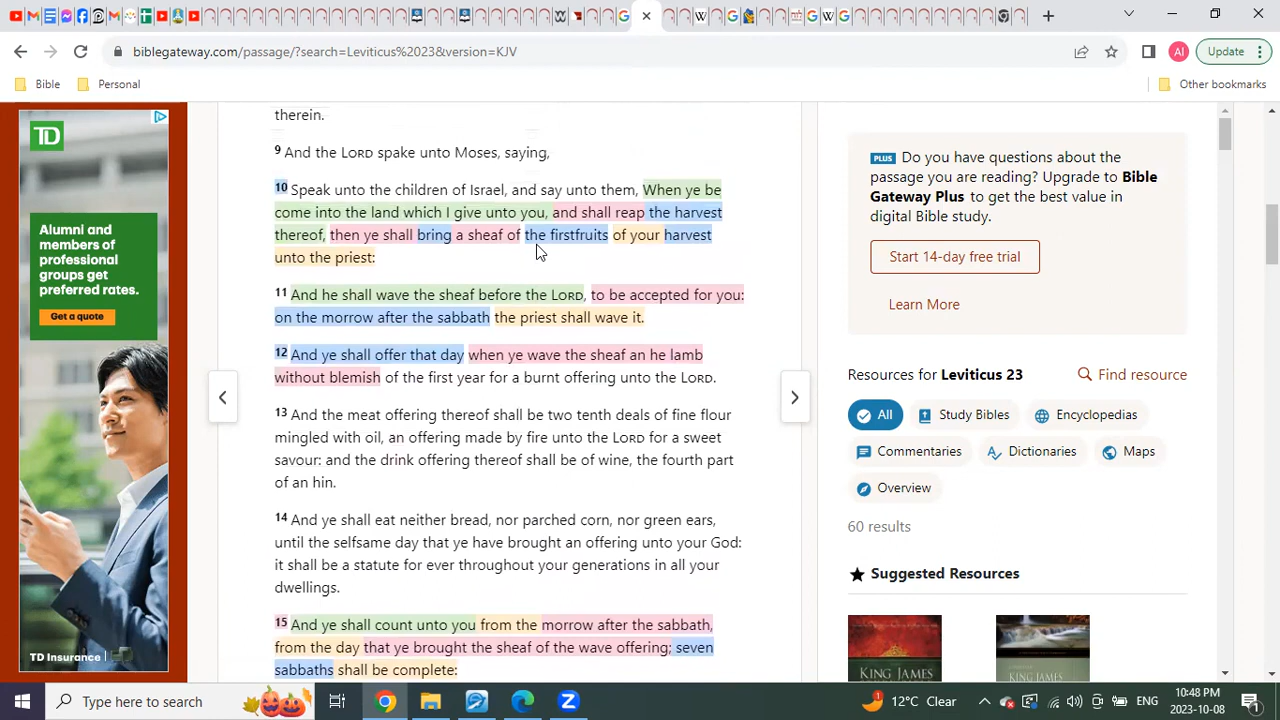 biblegateway.com/passage/?search=Leviticus%2023&version=KJV
AI
Update
Bible
Personal
Other bookmarks
TD
Alumni and
members of
professional
groups get
preferred rates.
Get a quote
TD Insurance
therein.
9 And the LORD spake unto Moses, saying,
10 Speak unto the children of Israel, and say unto them, When ye be
come into the land which I give unto you, and shall reap the harvest
thereof, then ye shall bring a sheaf of the firstfruits of your harvest
unto the priest:
11 And he shall wave the sheaf before the LORD, to be accepted for you:
on the morrow after the sabbath the priest shall wave it.
12 And ye shall offer that day when ye wave the sheaf an he lamb
without blemish of the first year for a burnt offering unto the LORD.
13 And the meat offering thereof shall be two tenth deals of fine flour
mingled with oil, an offering made by fire unto the LORD for a sweet
savour: and the drink offering thereof shall be of wine, the fourth part
of an hin.
14 And ye shall eat neither bread, nor parched corn, nor green ears,
until the selfsame day that ye have brought an offering unto your God:
it shall be a statute for ever throughout your generations in all your
dwellings.
15 And ye shall count unto you from the morrow after the sabbath,
from the day that ye brought the sheaf of the wave offering; seven
sabbaths shall be complete:
PLUS Do you have questions about the
passage you are reading? Upgrade to Bible
Gateway Plus to get the best value in
digital Bible study.
Start 14-day free trial
Learn More
Resources for Leviticus 23
Find resource
All
Study Bibles
Encyclopedias
Commentaries
Dictionaries
Maps
Overview
60 results
Suggested Resources
KING JAMES
Type here to search
1
12°C Clear
ENG
10:48 PM
2023-10-08
1